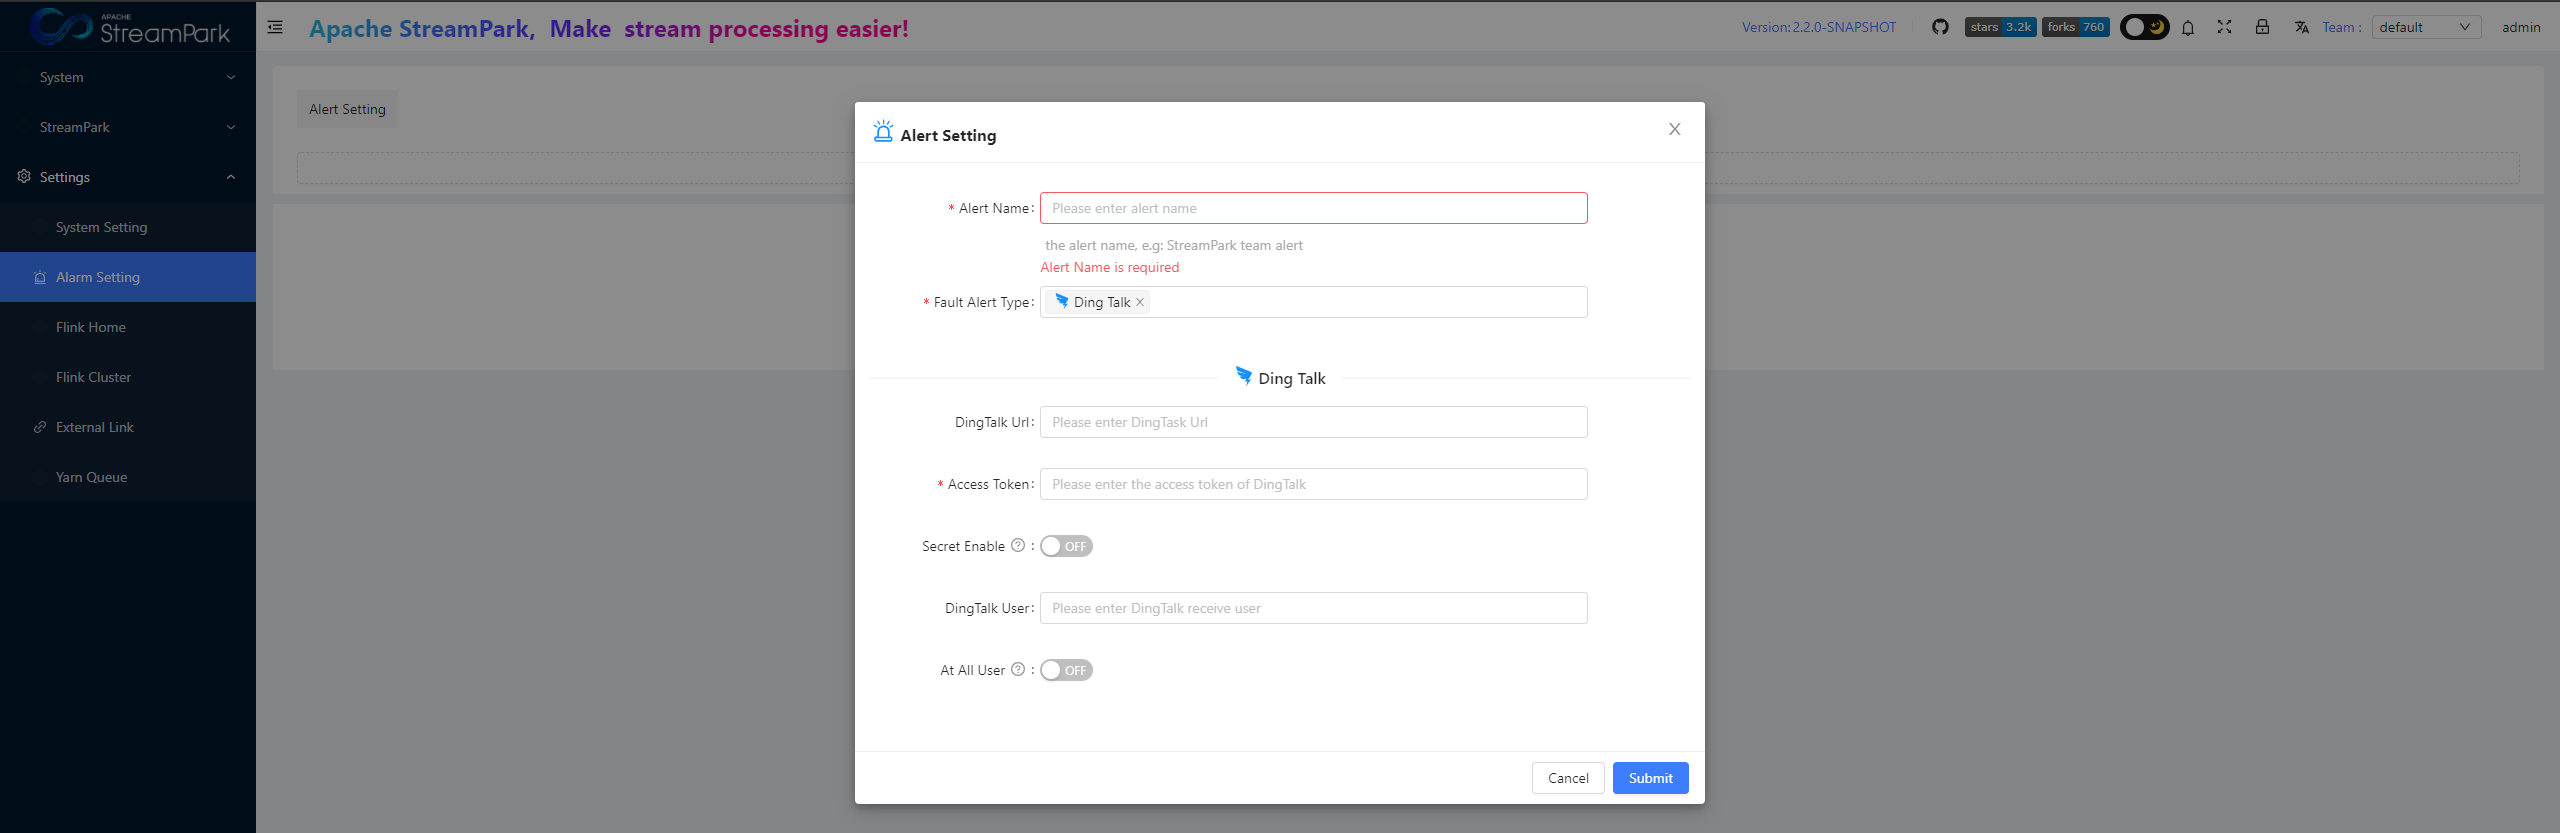 APACHE
StreamPark
Apache StreamPark,  Make  stream processing easier!
Version:2.2.0-SNAPSHOT
stars 3.2k
forks 760
Team :
default
admin
System
StreamPark
Settings
System Setting
Alarm Setting
Flink Home
Flink Cluster
External Link
Yarn Queue
Alert Setting
Alert Setting
* Alert Name:
Please enter alert name
the alert name, e.g: StreamPark team alert
Alert Name is required
* Fault Alert Type:
Ding Talk
Ding Talk
DingTalk Url:
Please enter DingTask Url
* Access Token:
Please enter the access token of DingTalk
Secret Enable :
OFF
DingTalk User:
Please enter DingTalk receive user
At All User :
OFF
Cancel
Submit